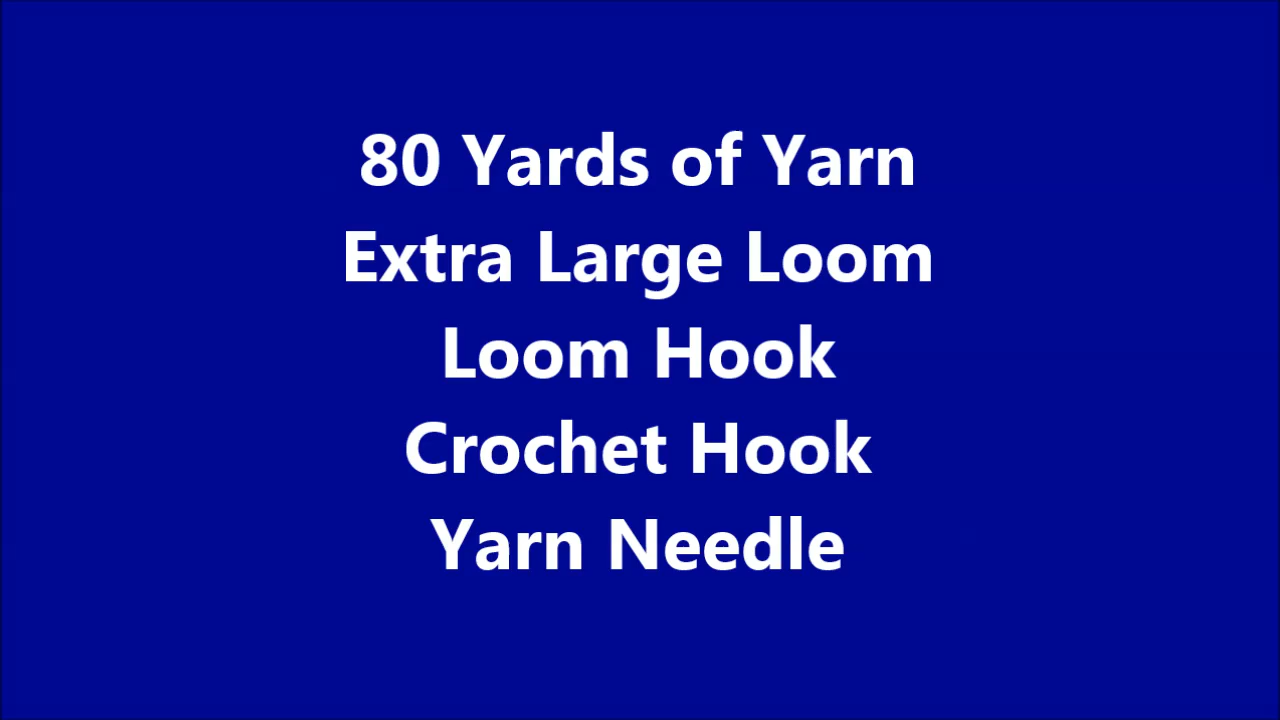 80 Yards of Yarn
Extra Large Loom
Loom Hook
Crochet Hook
Yarn Needle